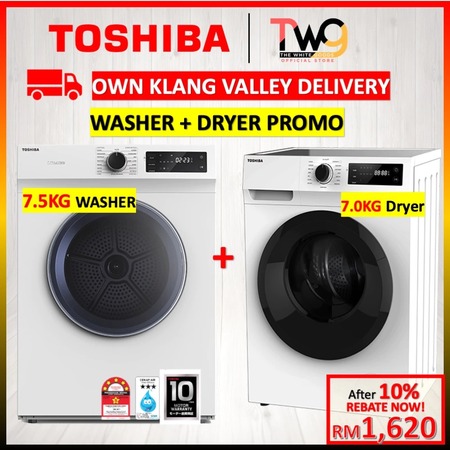 TOSHIBA
TWG
THE WHITE
OFFICIAL STORE
OWN KLANG VALLEY DELIVERY
WASHER + DRYER PROMO
TOSHIBA
TOSHIBA
7.5KG WASHER
7.0KG Dryer
+
10
After 10%
REBATE NOW!
RM1,620